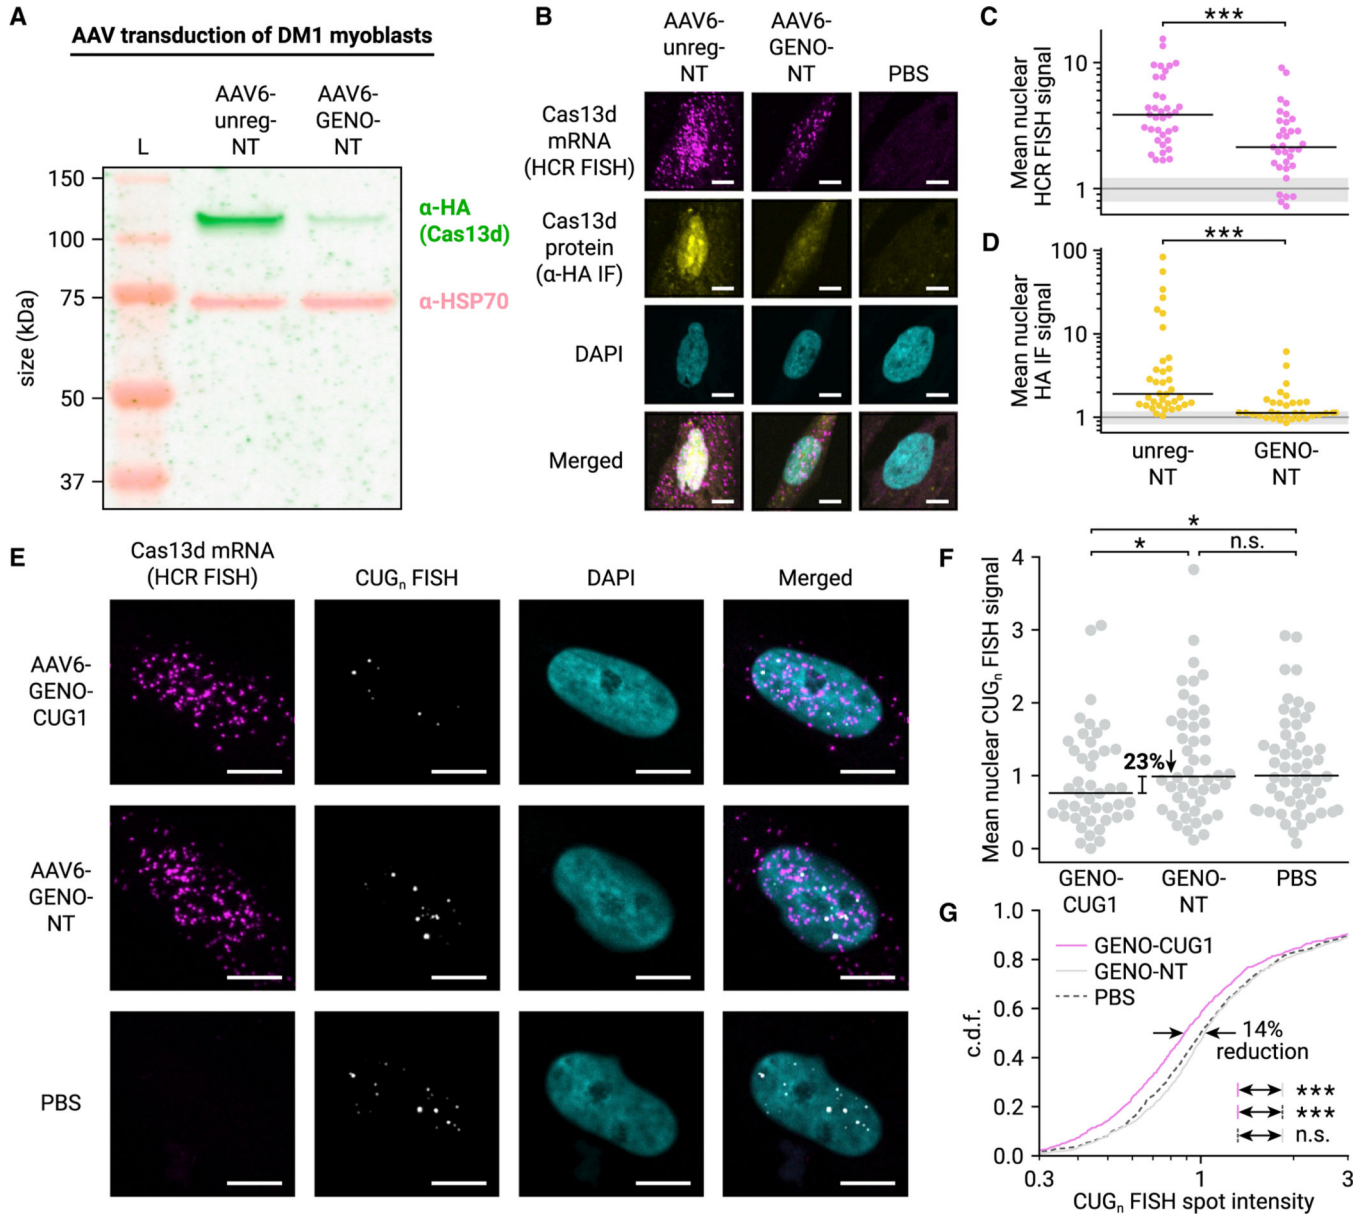 A
AAV transduction of DM1 myoblasts
L
AAV6-
unreg-
NT
AAV6-
GENO-
NT
size (kDa)
150
100
75
50
37
α-HA
(Cas13d)
α-HSP70
B
AAV6-
unreg-
NT
AAV6-
GENO-
NT
PBS
Cas13d
mRNA
(HCR FISH)
Cas13d
protein
(α-HA IF)
DAPI
Merged
C
Mean nuclear
HCR FISH signal
***
10
1
D
Mean nuclear
HA IF signal
***
100
10
1
unreg-
NT
GENO-
NT
E
Cas13d mRNA
(HCR FISH)
CUGn FISH
DAPI
Merged
AAV6-
GENO-
CUG1
AAV6-
GENO-
NT
PBS
F
Mean nuclear CUGn FISH signal
*
*
n.s.
4
3
2
1
0
23%
GENO-
CUG1
GENO-
NT
PBS
G
c.d.f.
1.0
0.8
0.6
0.4
0.2
0.0
GENO-CUG1
GENO-NT
PBS
14%
reduction
***
***
n.s.
0.3
1
3
CUGn FISH spot intensity